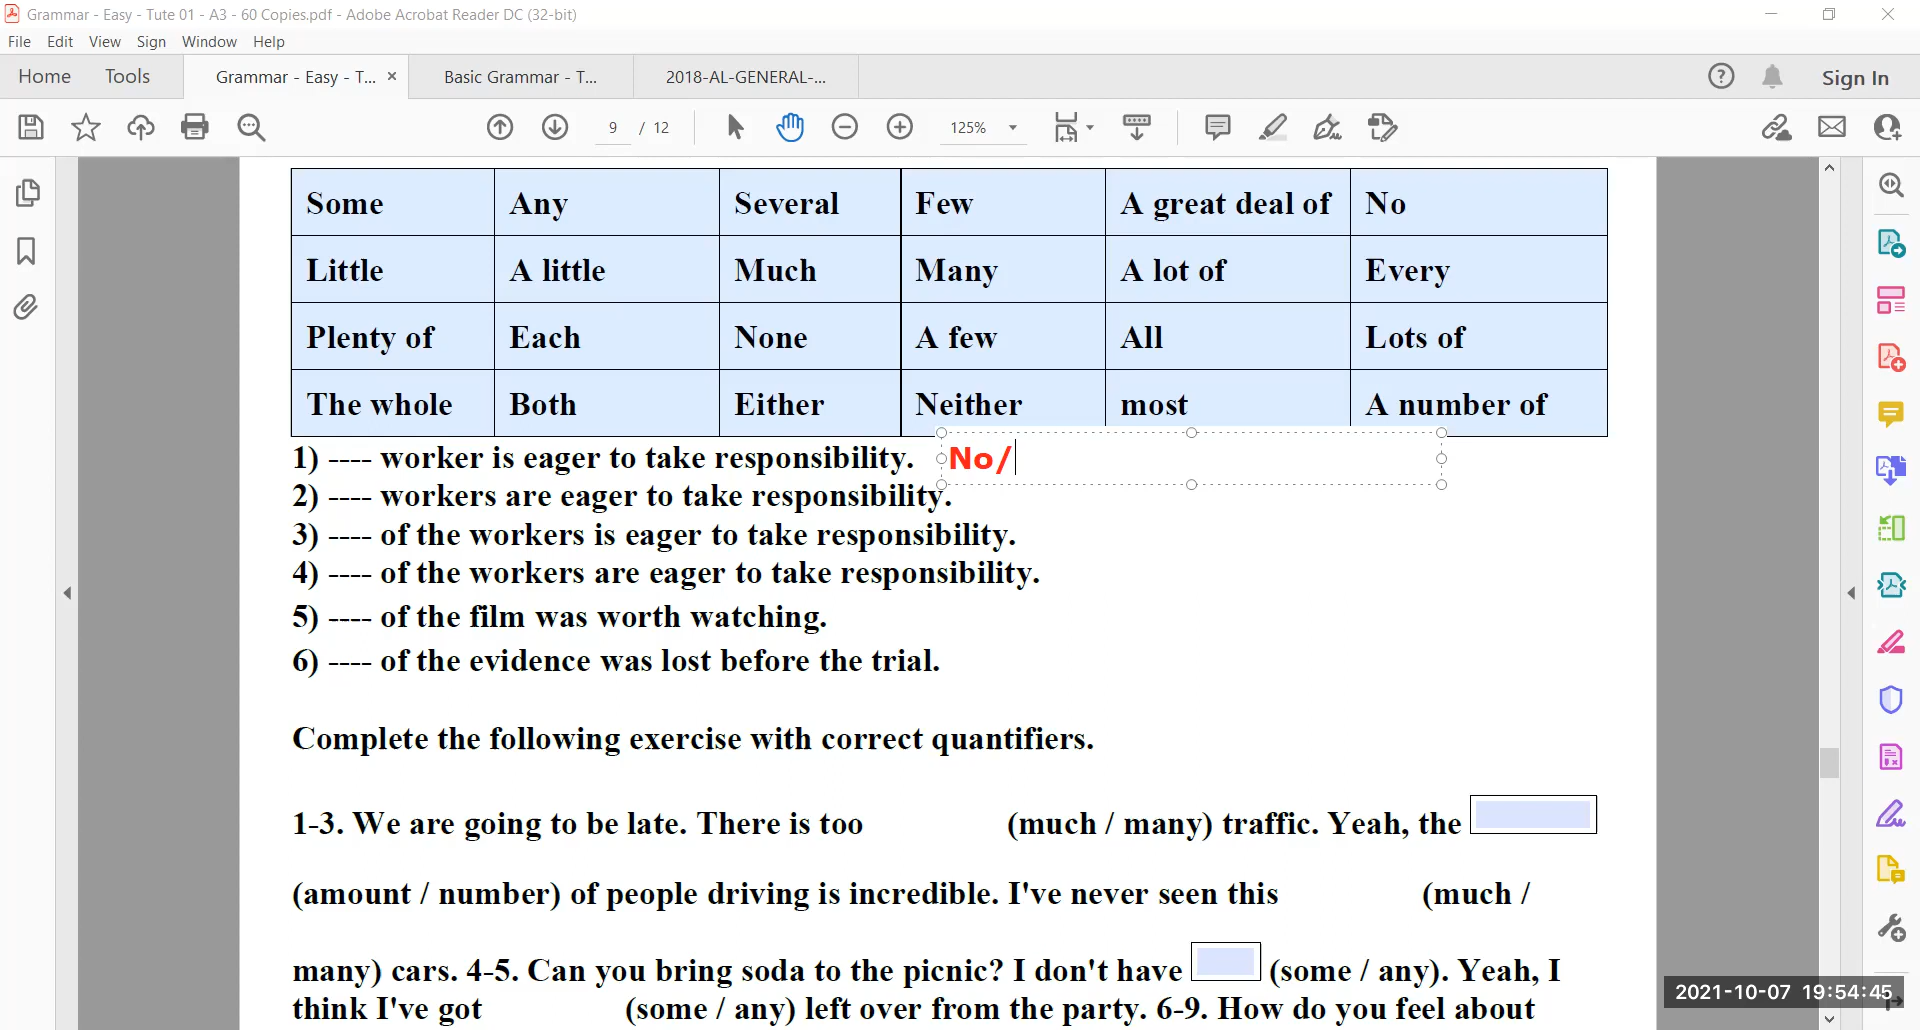 Grammar - Easy - Tute 01 - A3 - 60 Copies.pdf - Adobe Acrobat Reader DC (32-bit)
File Edit View Sign Window Help
Home Tools Grammar - Easy - T... × Basic Grammar - T... 2018-AL-GENERAL-... Sign In
9 / 12 125%
Some Any Several Few A great deal of No
Little A little Much Many A lot of Every
Plenty of Each None A few All Lots of
The whole Both Either Neither most A number of
1) ---- worker is eager to take responsibility. No/
2) ---- workers are eager to take responsibility.
3) ---- of the workers is eager to take responsibility.
4) ---- of the workers are eager to take responsibility.
5) ---- of the film was worth watching.
6) ---- of the evidence was lost before the trial.
Complete the following exercise with correct quantifiers.
1-3. We are going to be late. There is too (much / many) traffic. Yeah, the
(amount / number) of people driving is incredible. I've never seen this (much /
many) cars. 4-5. Can you bring soda to the picnic? I don't have (some / any). Yeah, I
think I've got (some / any) left over from the party. 6-9. How do you feel about
2021-10-07 19:54:45